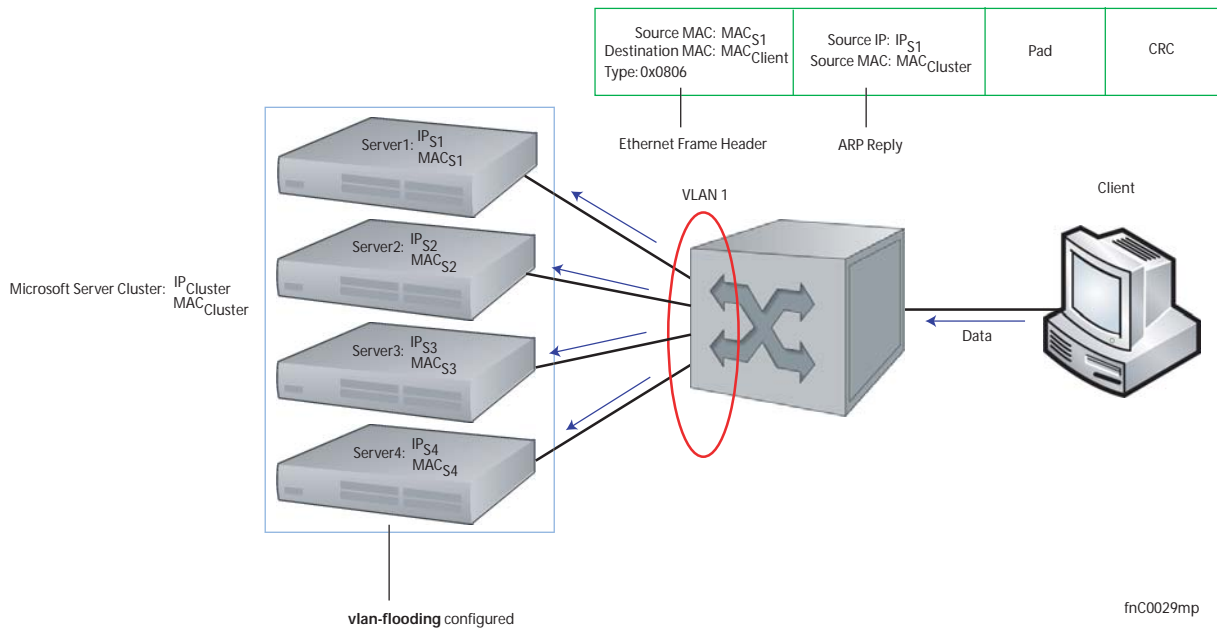 Source MAC: MACS1
Destination MAC: MACClient
Type: 0x0806
Source IP: IPS1
Source MAC: MACCluster
Pad
CRC
Ethernet Frame Header
ARP Reply
Server1: IPS1
MACS1
VLAN 1
Client
Server2: IPS2
MACS2
Microsoft Server Cluster: IPCluster
MACCluster
Server3: IPS3
MACS3
Data
Server4: IPS4
MACS4
vlan-flooding configured
fnC0029mp